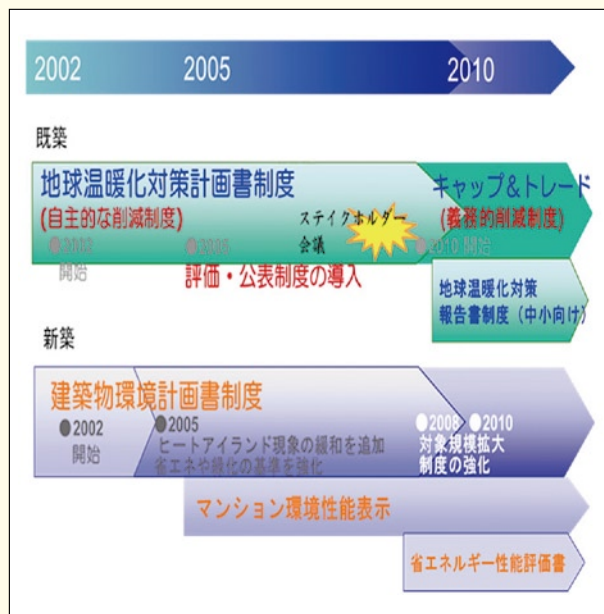 2002 2005 2010
既築
地球温暖化対策計画書制度 キャップ&トレード
(自主的な削減制度) ステイクホルダー (義務的削減制度)
●2002 ●2005 会議 ●2010 開始
開始 評価・公表制度の導入
地球温暖化対策
報告書制度（中小向け）
新築
建築物環境計画書制度
●2002 ●2005 ●2008 ●2010
開始 ヒートアイランド現象の緩和を追加 対象規模拡大
省エネや緑化の基準を強化 制度の強化
マンション環境性能表示
省エネルギー性能評価書